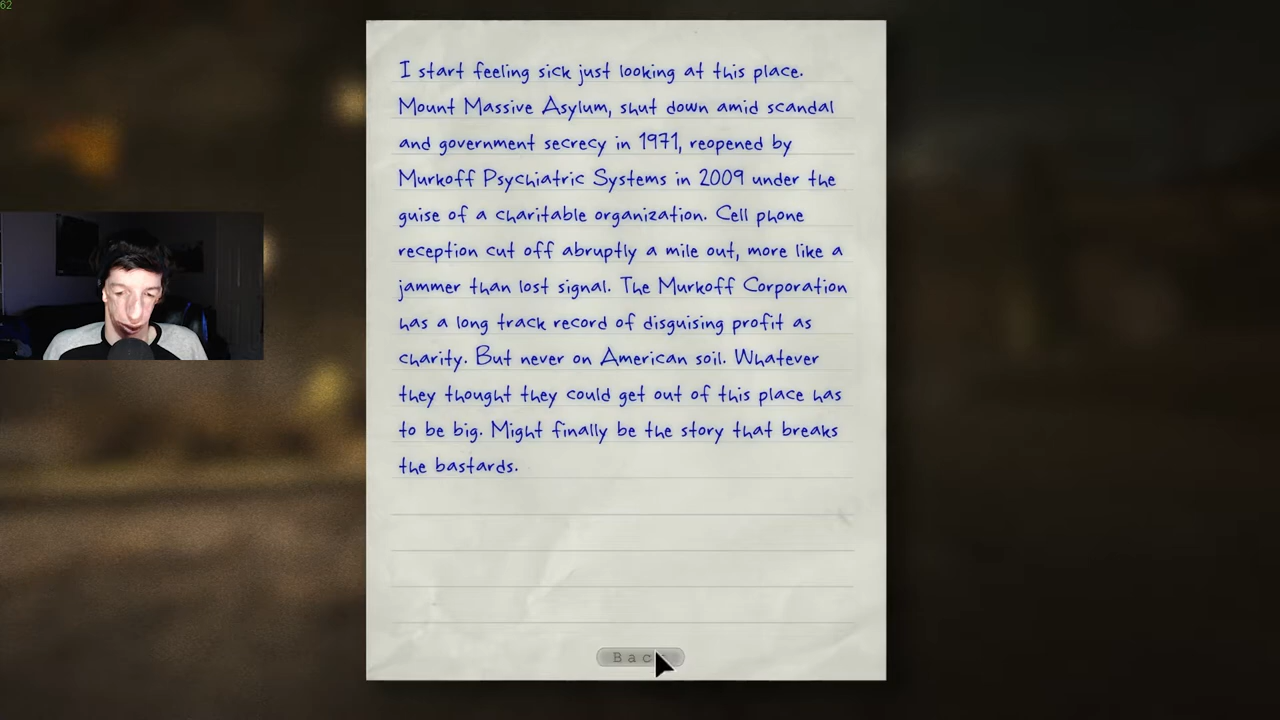 62
I start feeling sick just looking at this place.
Mount Massive Asylum, shut down amid scandal
and government secrecy in 1971, reopened by
Murkoff Psychiatric Systems in 2009 under the
guise of a charitable organization. Cell phone
reception cut off abruptly a mile out, more like a
jammer than lost signal. The Murkoff Corporation
has a long track record of disguising profit as
charity. But never on American soil. Whatever
they thought they could get out of this place has
to be big. Might finally be the story that breaks
the bastards.
Back